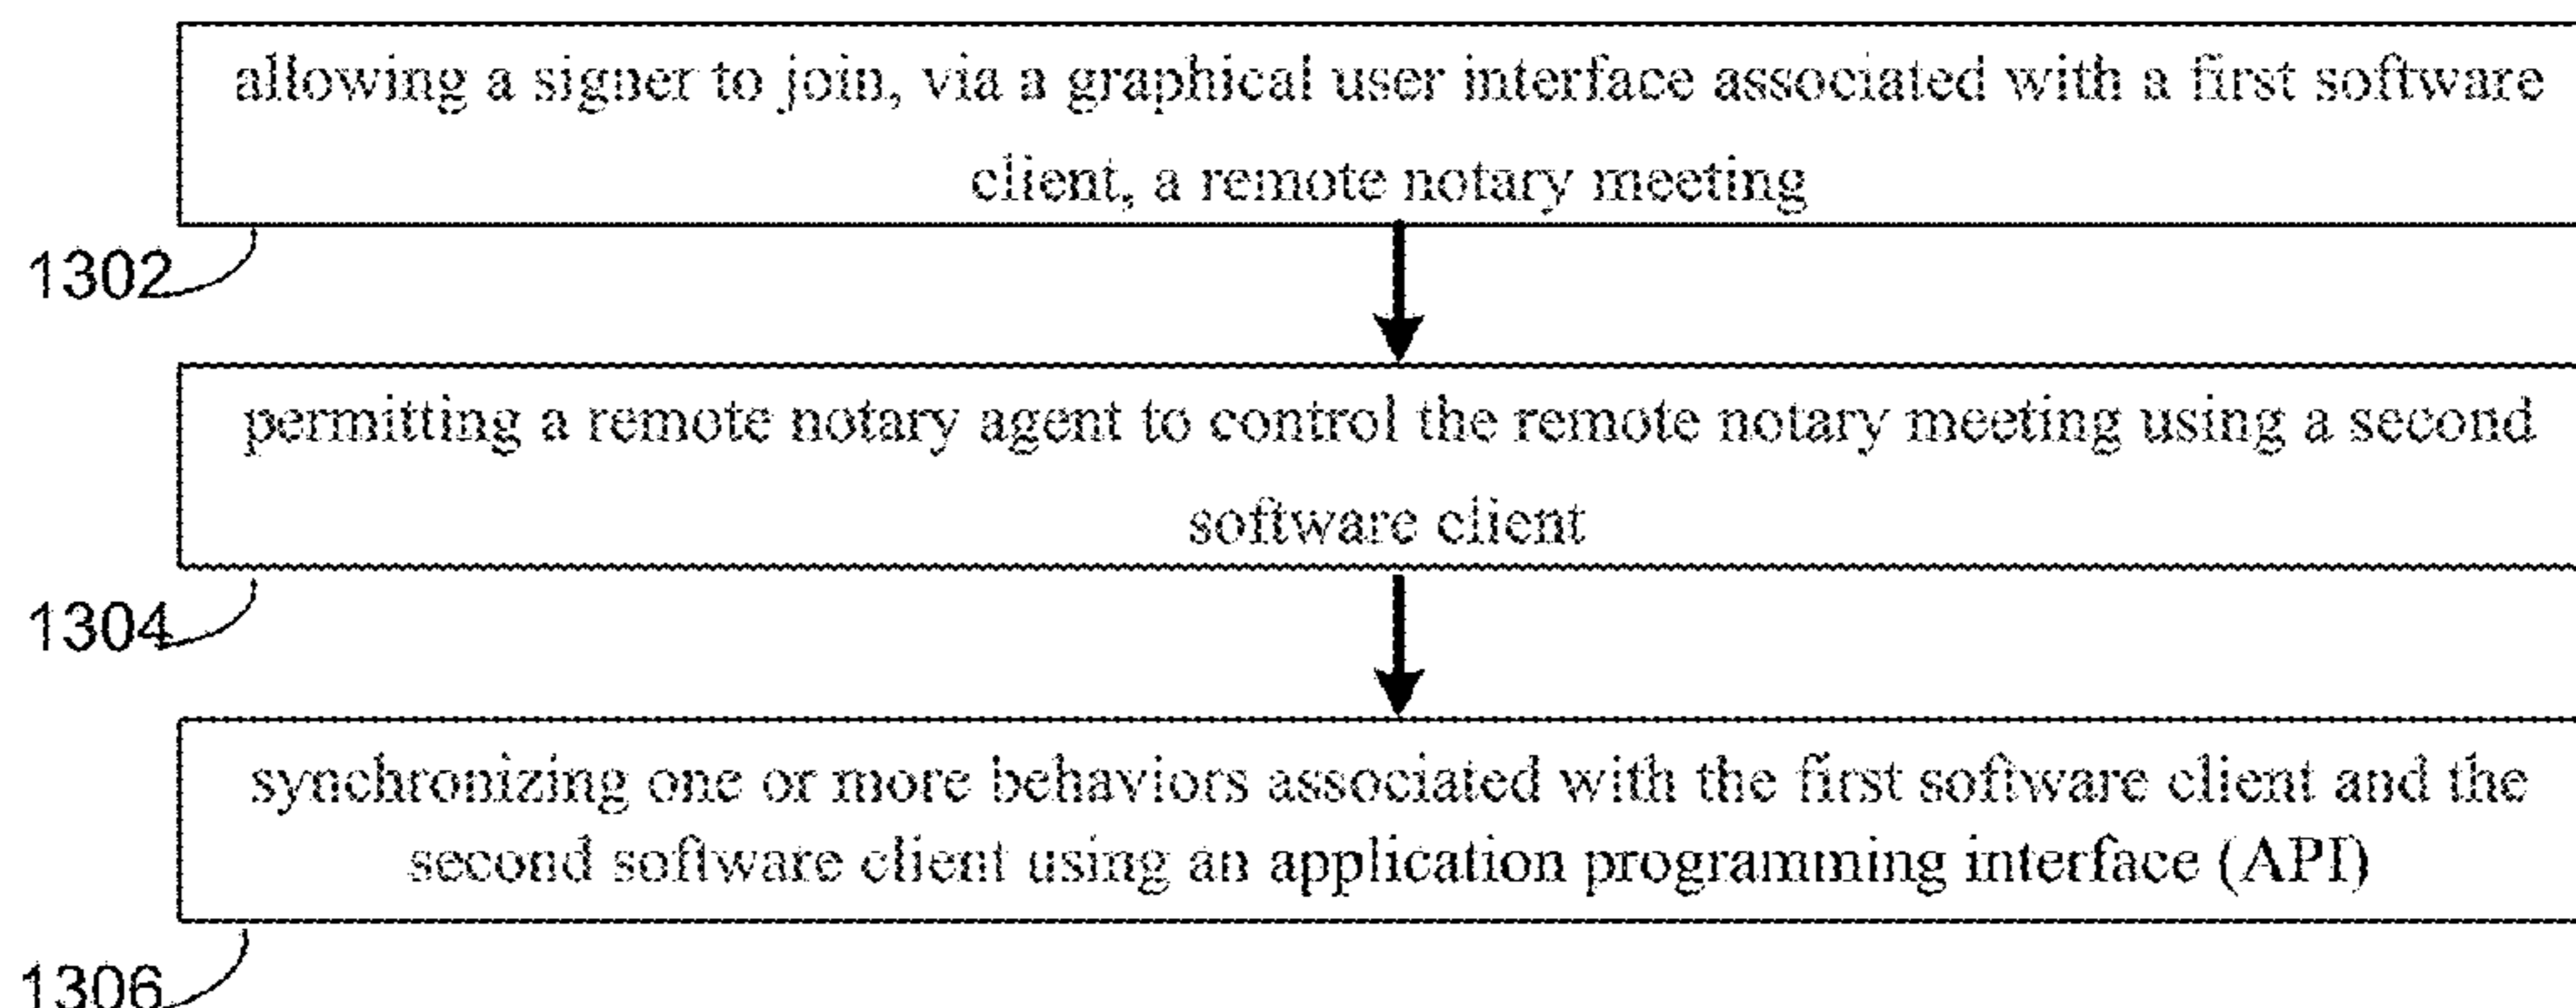 allowing a signer to join, via a graphical user interface associated with a first software
client, a remote notary meeting
1302
permitting a remote notary agent to control the remote notary meeting using a second
software client
1304
synchronizing one or more behaviors associated with the first software client and the
second software client using an application programming interface (API)
1306